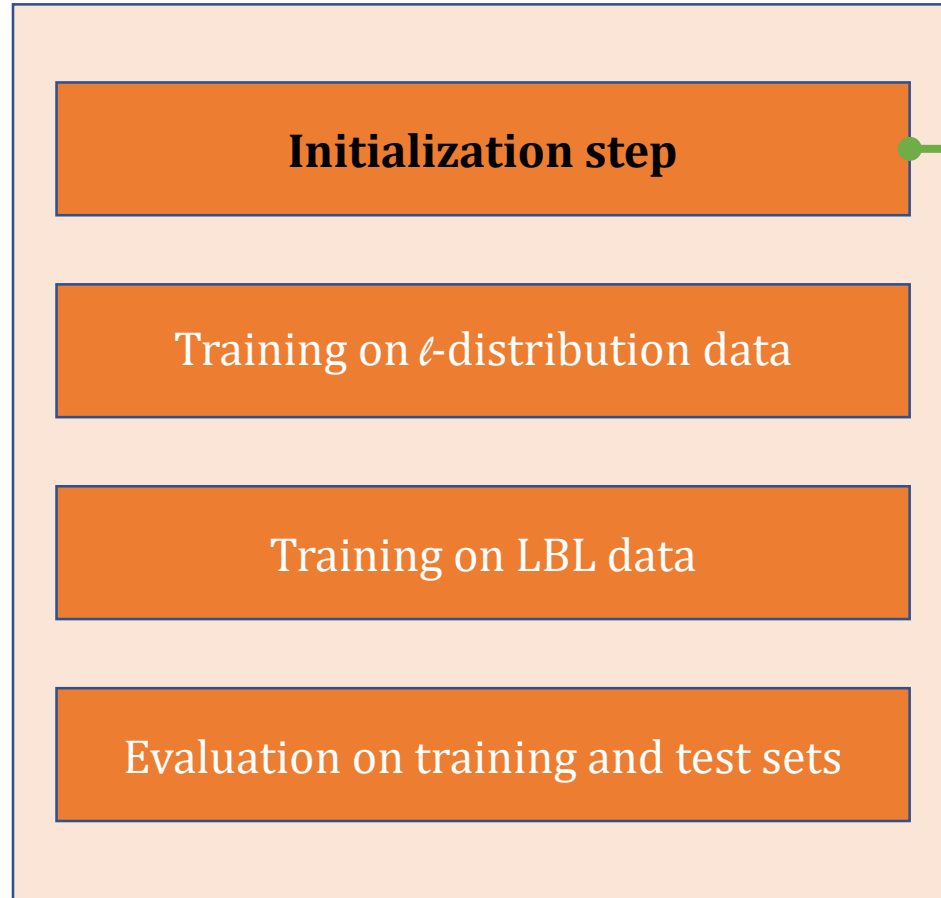 Initialization step
Training on ℓ-distribution data
Training on LBL data
Evaluation on training and test sets